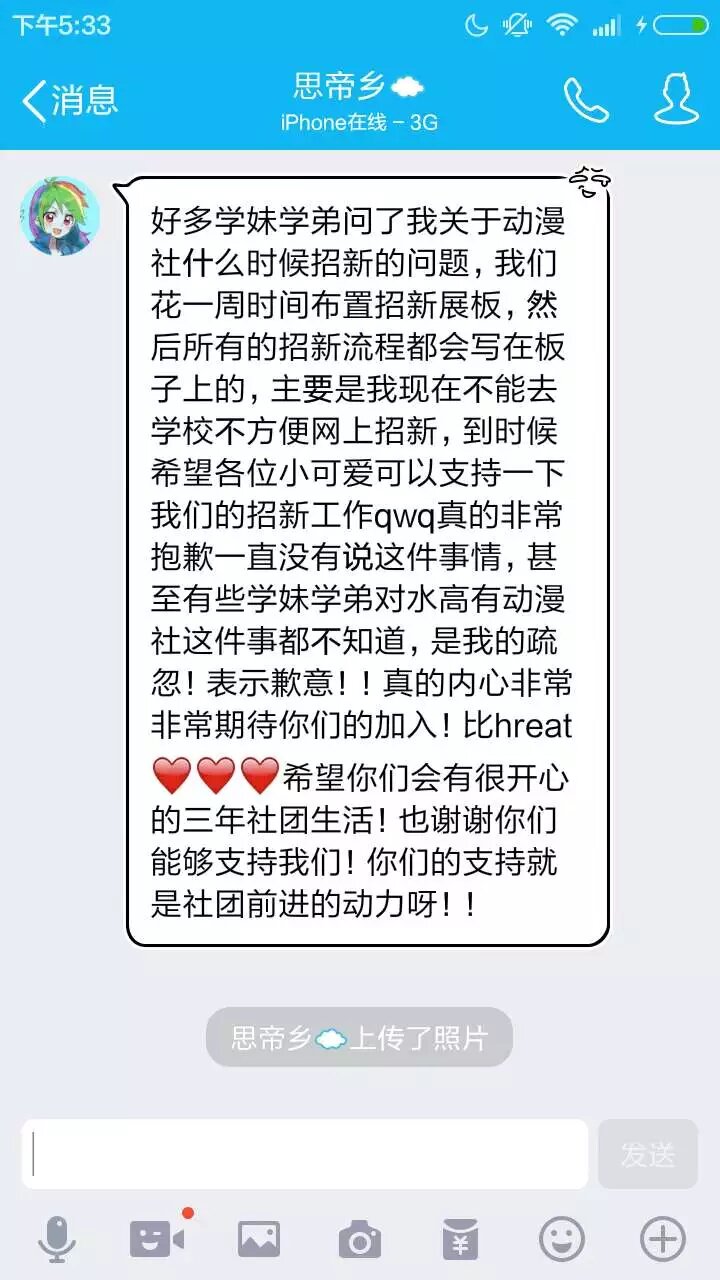 下午5:33
消息
思帝乡
iPhone在线 - 3G
好多学妹学弟问了我关于动漫
社什么时候招新的问题，我们
花一周时间布置招新展板，然
后所有的招新流程都会写在板
子上的，主要是我现在不能去
学校不方便网上招新，到时候
希望各位小可爱可以支持一下
我们的招新工作qwq真的非常
抱歉一直没有说这件事情，甚
至有些学妹学弟对水高有动漫
社这件事都不知道，是我的疏
忽！表示歉意！！真的内心非常
非常期待你们的加入！比hreat
❤️❤️❤️希望你们会有很开心
的三年社团生活！也谢谢你们
能够支持我们！你们的支持就
是社团前进的动力呀！！
思帝乡☁️上传了照片
发送